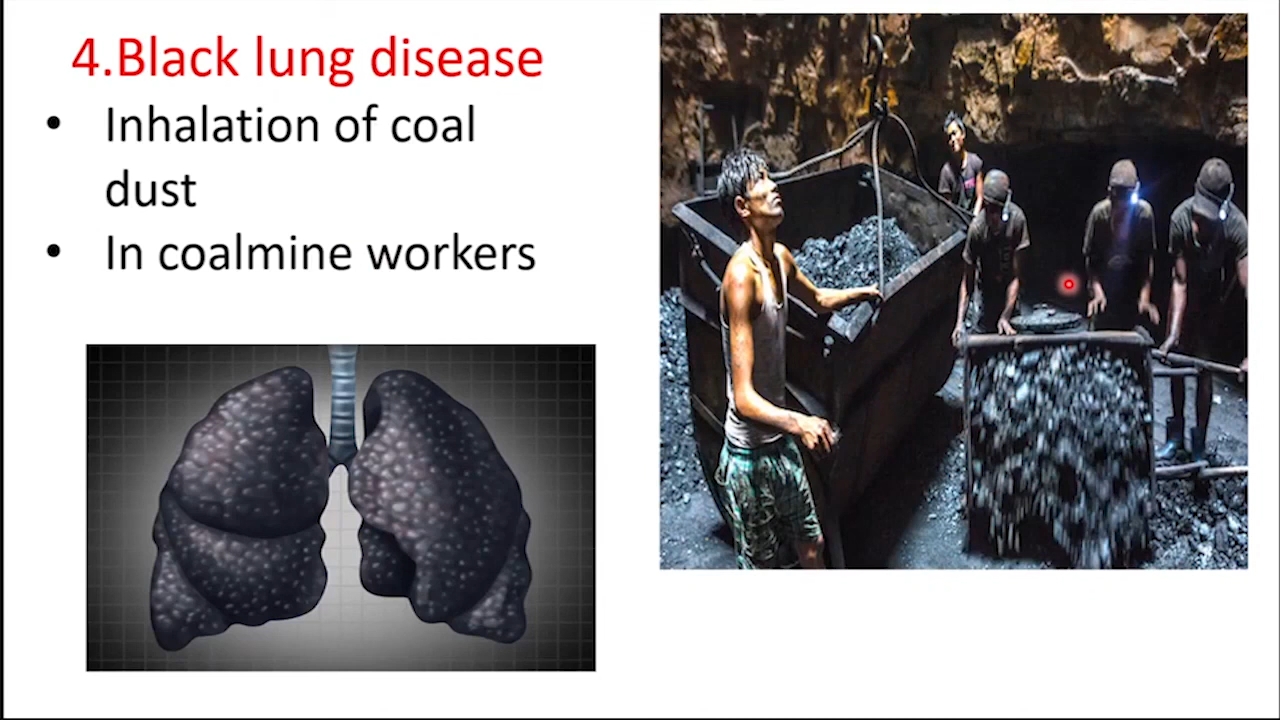 4.Black lung disease
• Inhalation of coal
dust
• In coalmine workers